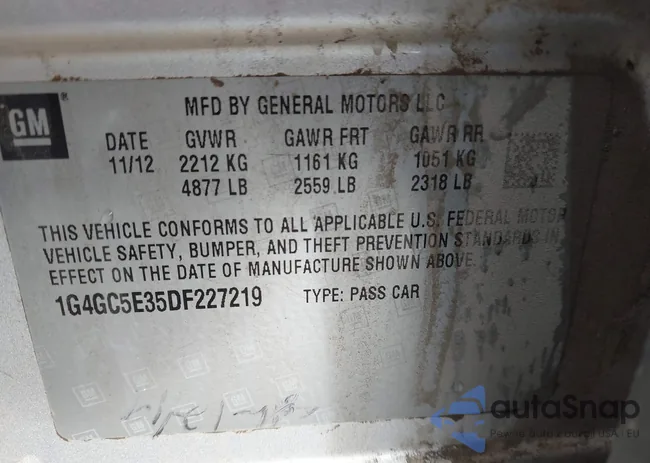 GM
MFD BY GENERAL MOTORS LLC
DATE GVWR GAWR FRT GAWR RR
11/12 2212 KG 1161 KG 1051 KG
4877 LB 2559 LB 2318 LB
THIS VEHICLE CONFORMS TO ALL APPLICABLE U.S. FEDERAL MOTOR
VEHICLE SAFETY, BUMPER, AND THEFT PREVENTION STANDARDS IN
EFFECT ON THE DATE OF MANUFACTURE SHOWN ABOVE.
1G4GC5E35DF227219 TYPE: PASS CAR
autoSnap